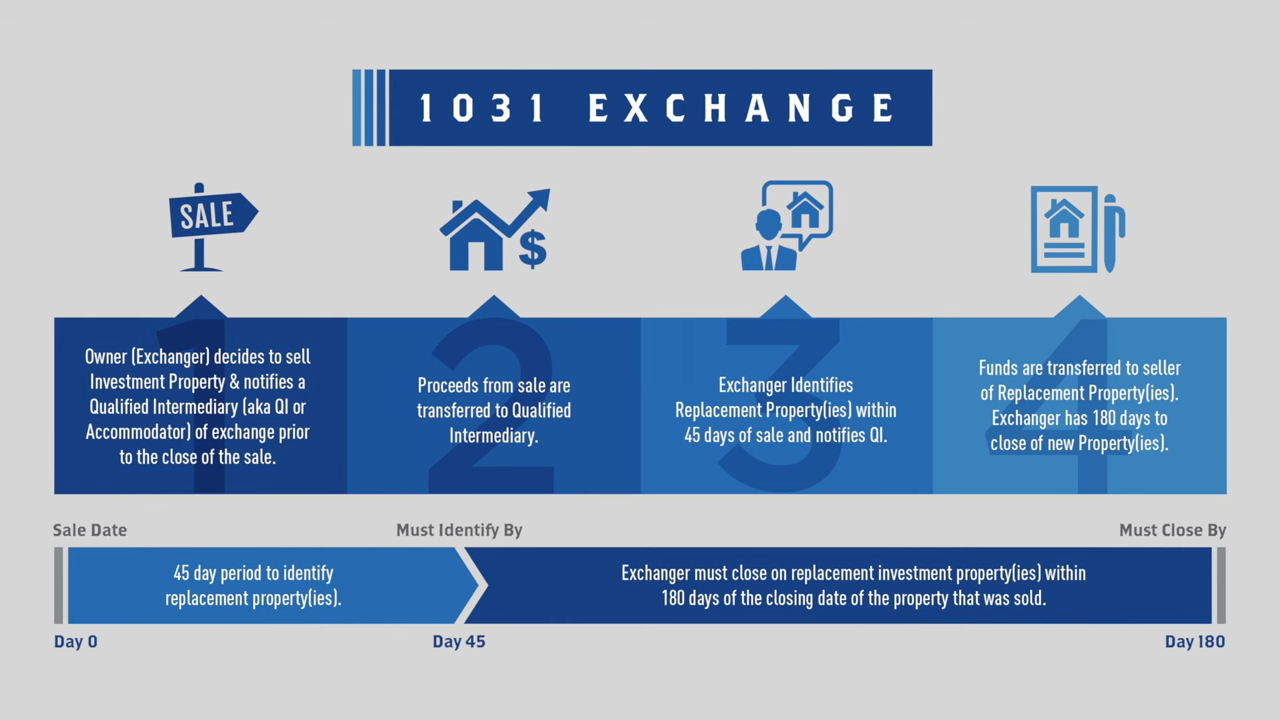 1031 EXCHANGE
SALE
$
1
Owner (Exchanger) decides to sell
Investment Property & notifies a
Qualified Intermediary (aka QI or
Accommodator) of exchange prior
to the close of the sale.
2
Proceeds from sale are
transferred to Qualified
Intermediary.
3
Exchanger Identifies
Replacement Property(ies) within
45 days of sale and notifies QI.
4
Funds are transferred to seller
of Replacement Property(ies).
Exchanger has 180 days to
close of new Property(ies).
Sale Date
Must Identify By
Must Close By
45 day period to identify
replacement property(ies).
Exchanger must close on replacement investment property(ies) within
180 days of the closing date of the property that was sold.
Day 0
Day 45
Day 180